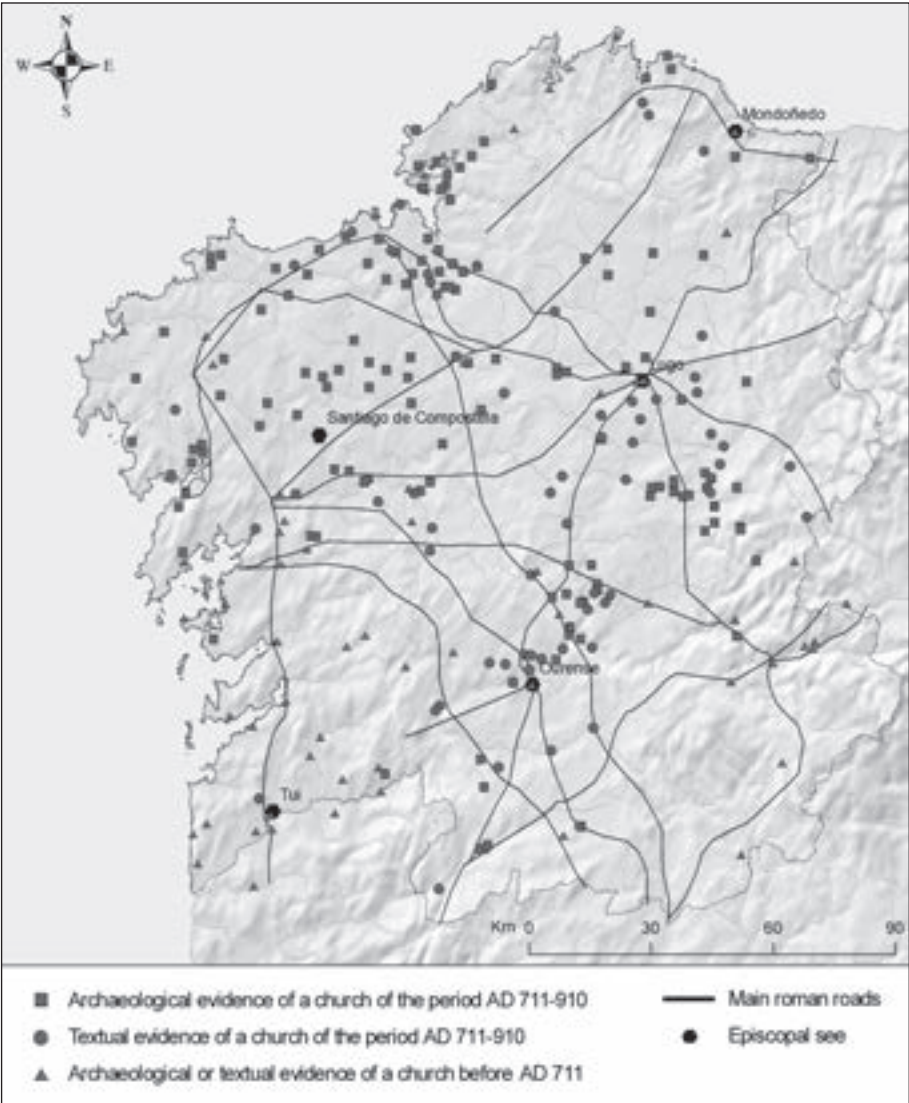 N
W E
S
Mondoñedo
Lugo
Santiago de Compostela
Ourense
Tui
Km 0 30 60 90
Archaeological evidence of a church of the period AD 711-910
Textual evidence of a church of the period AD 711-910
Archaeological or textual evidence of a church before AD 711
Main roman roads
Episcopal see